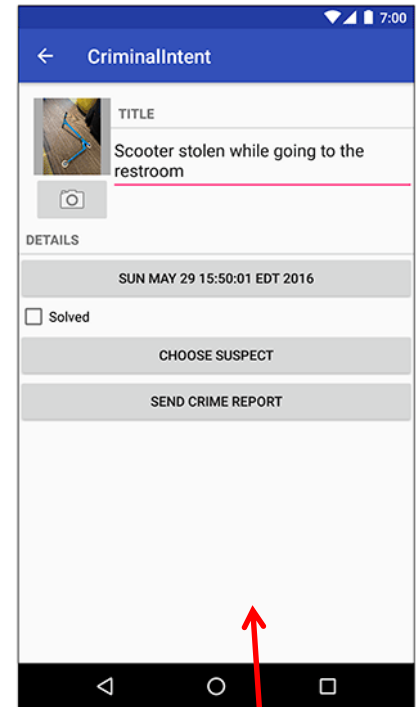 7:00
CriminalIntent
TITLE
Scooter stolen while going to the
restroom
DETAILS
SUN MAY 29 15:50:01 EDT 2016
Solved
CHOOSE SUSPECT
SEND CRIME REPORT